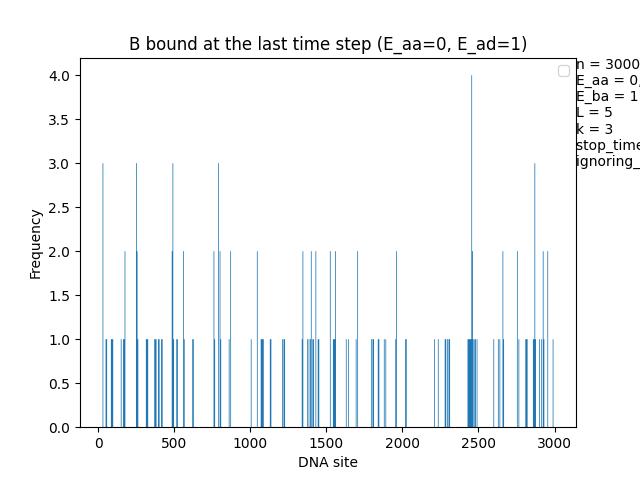 B bound at the last time step (E_aa=0, E_ad=1)
n = 3000
E_aa = 0,
E_ba = 1
L = 5
k = 3
stop_time
ignoring_
Frequency
4.0
3.5
3.0
2.5
2.0
1.5
1.0
0.5
0.0
0 500 1000 1500 2000 2500 3000
DNA site